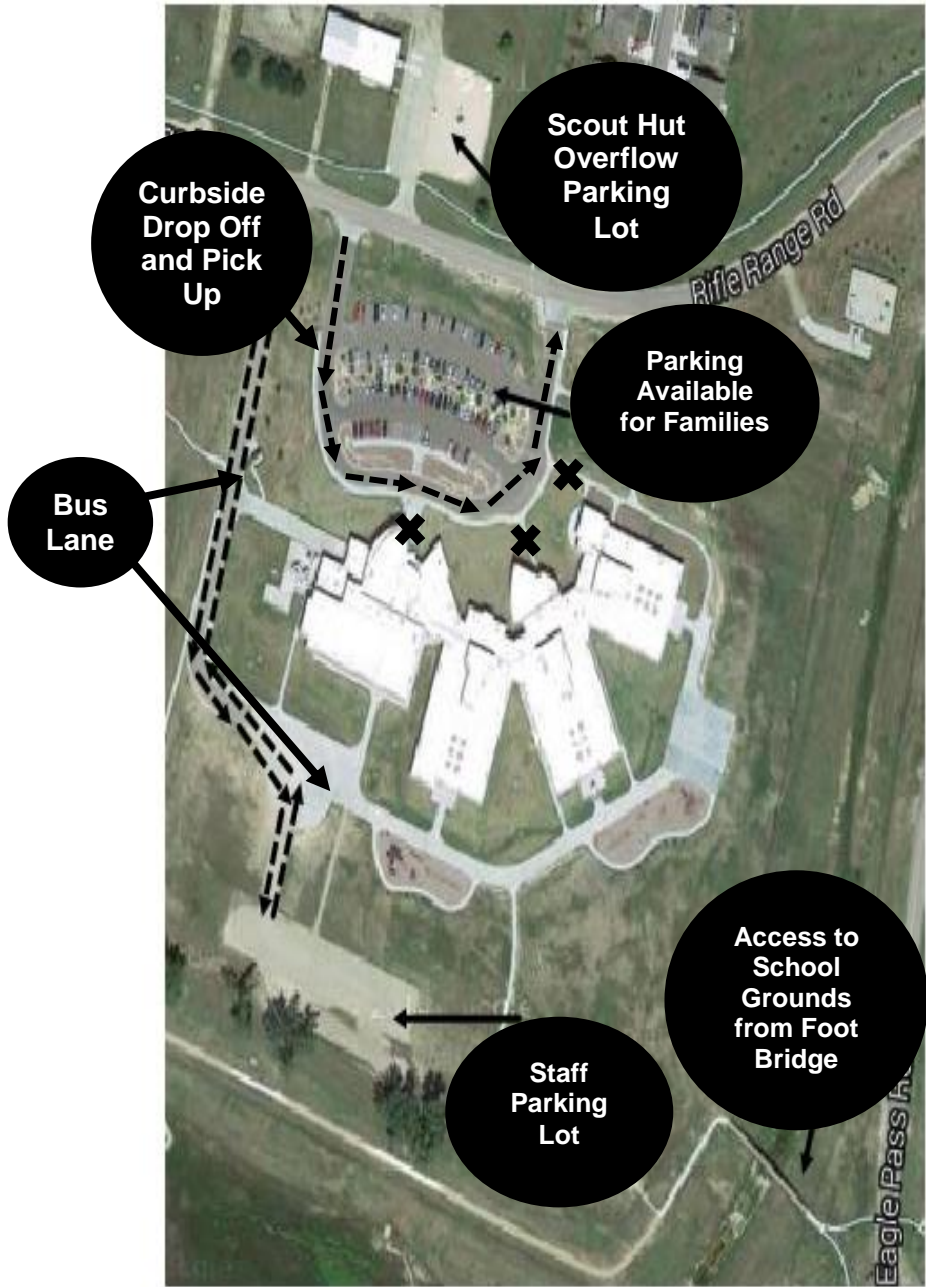 Scout Hut
Overflow
Parking
Lot
Curbside
Drop Off
and Pick
Up
Rifle Range Rd
Parking
Available
for Families
Bus
Lane
Access to
School
Grounds
from Foot
Bridge
Staff
Parking
Lot
Eagle Pass